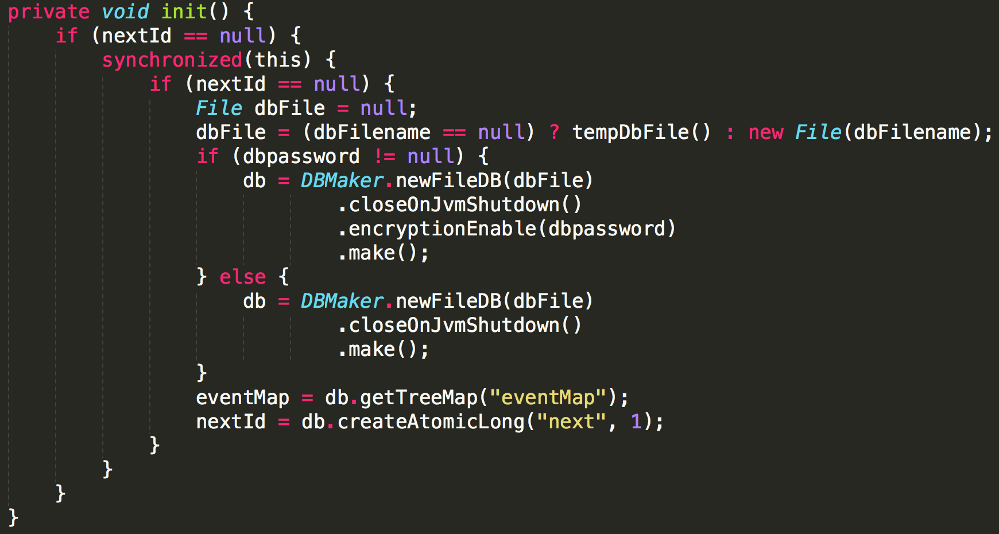 private void init() {
    if (nextId == null) {
        synchronized(this) {
            if (nextId == null) {
                File dbFile = null;
                dbFile = (dbFilename == null) ? tempDbFile() : new File(dbFilename);
                if (dbpassword != null) {
                    db = DBMaker.newFileDB(dbFile)
                            .closeOnJvmShutdown()
                            .encryptionEnable(dbpassword)
                            .make();
                } else {
                    db = DBMaker.newFileDB(dbFile)
                            .closeOnJvmShutdown()
                            .make();
                }
                eventMap = db.getTreeMap("eventMap");
                nextId = db.createAtomicLong("next", 1);
            }
        }
    }
}